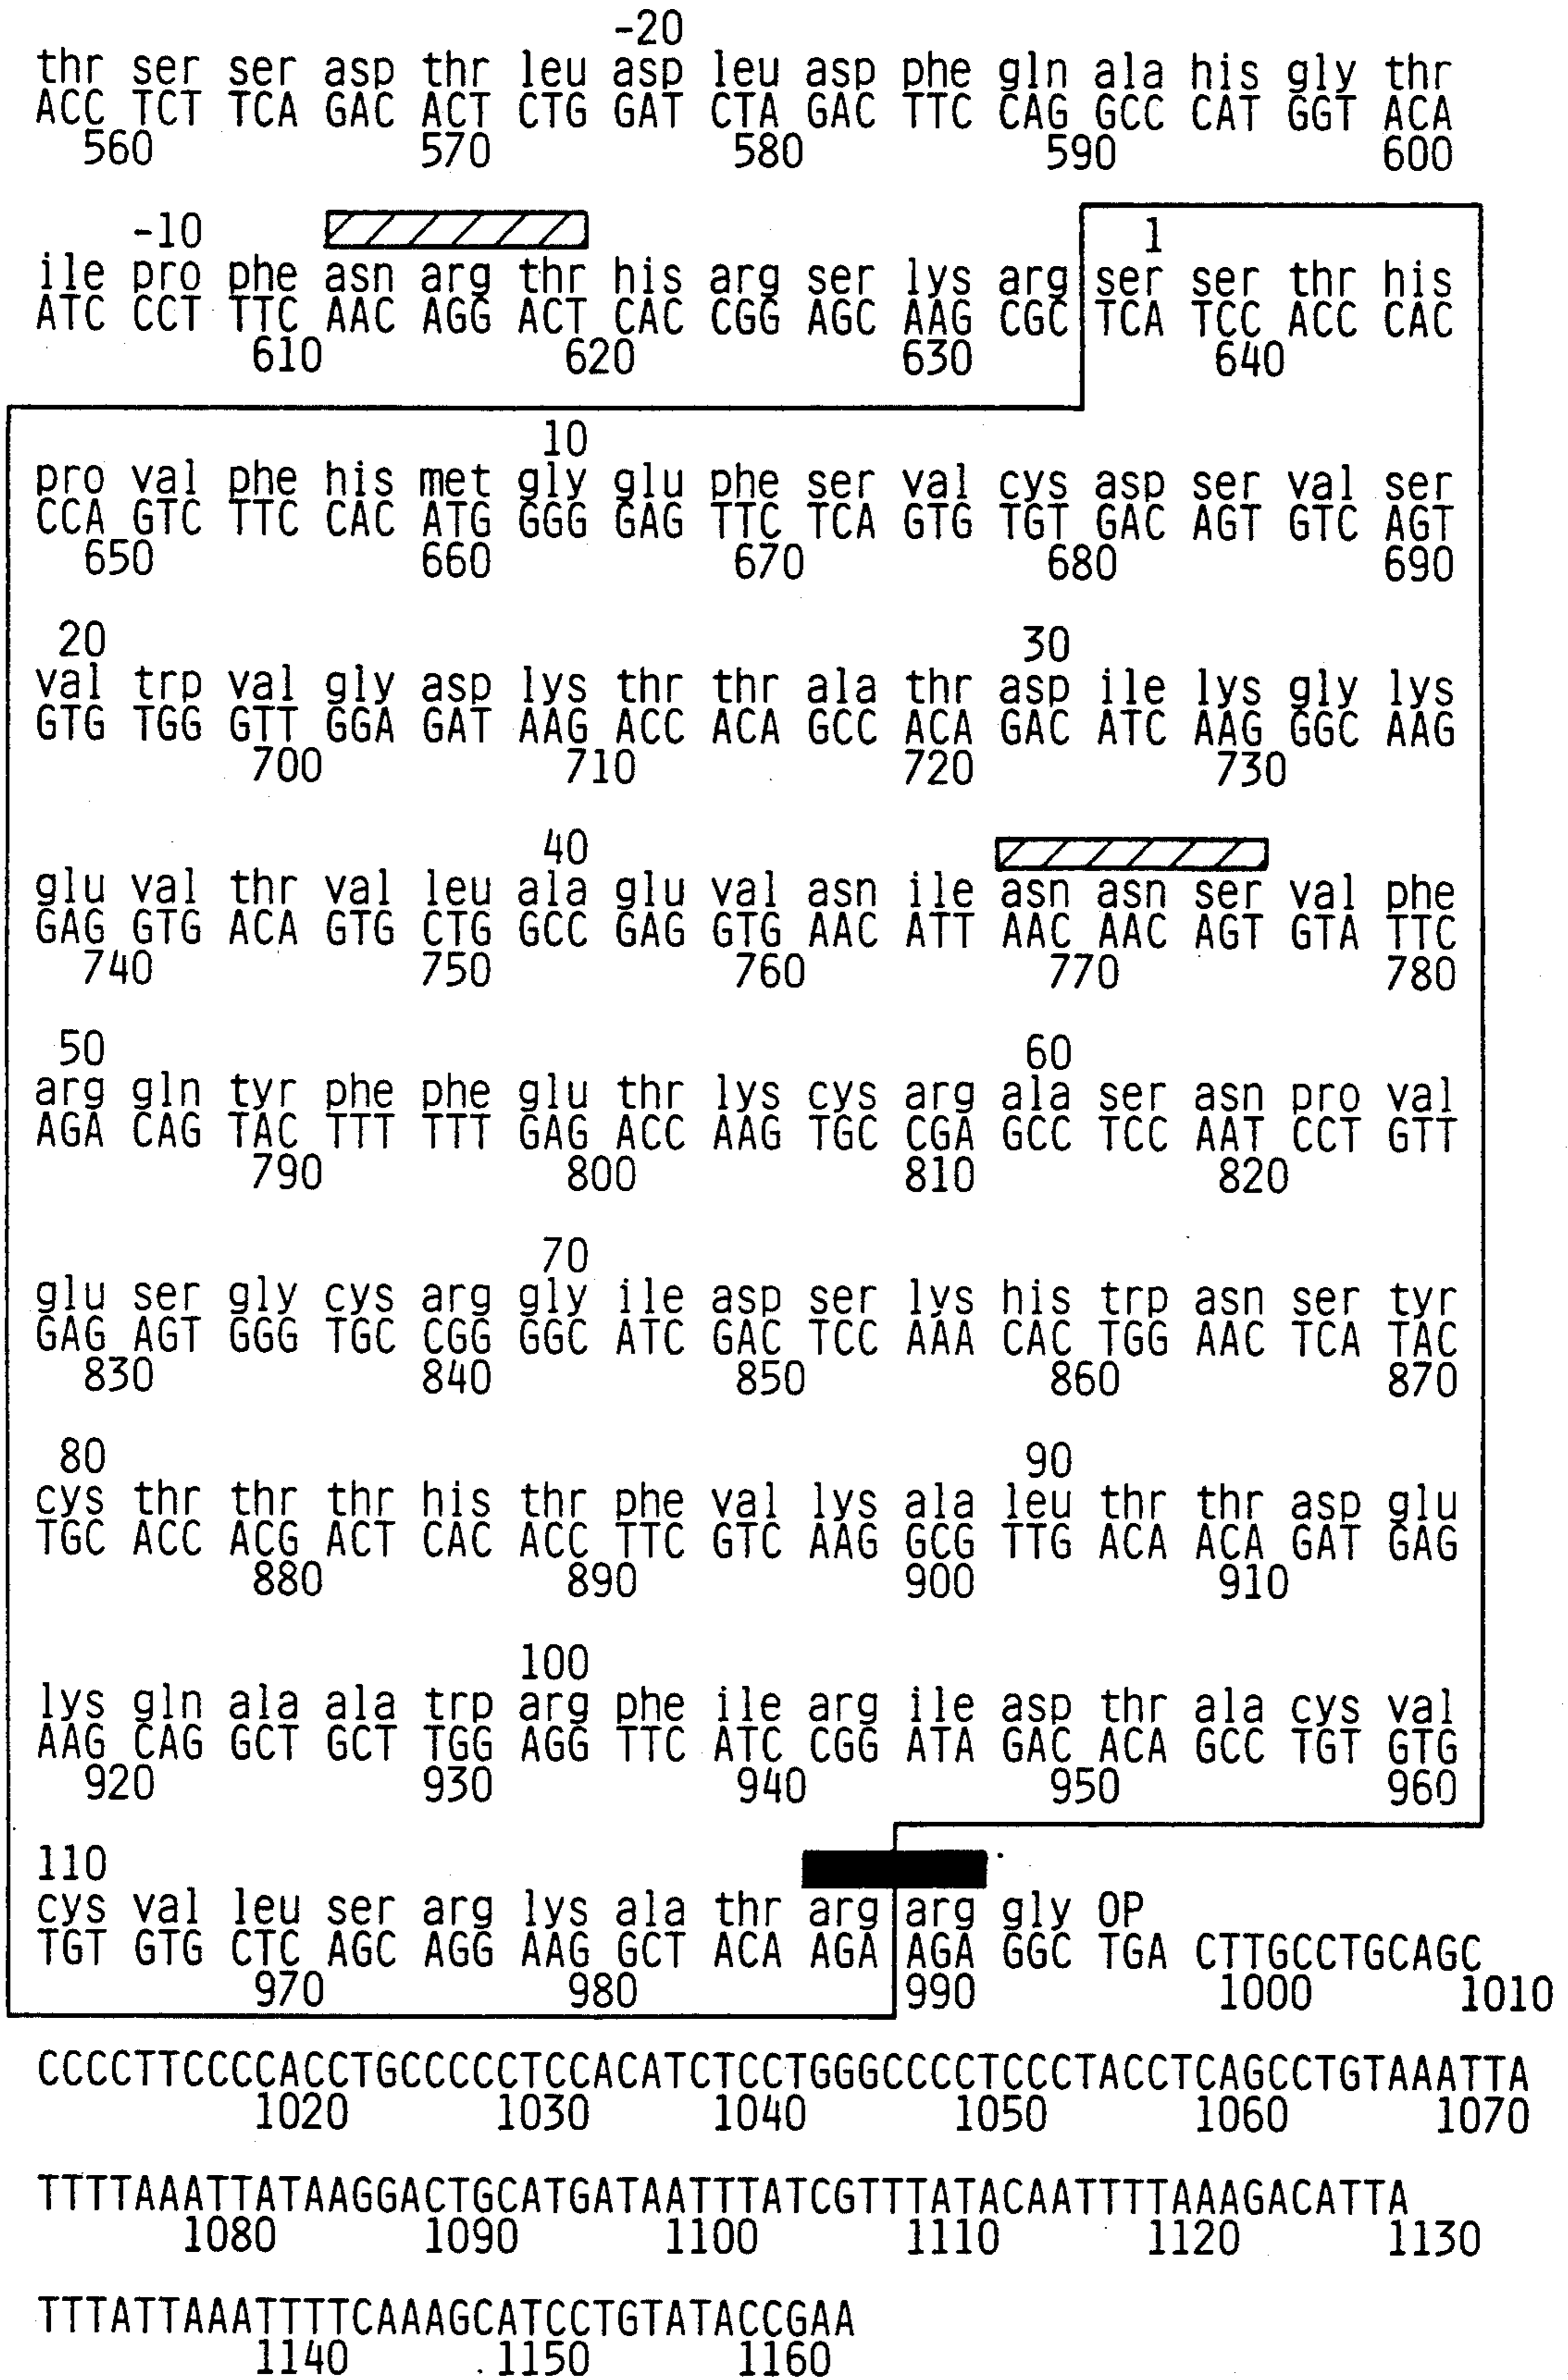 -20
thr ser ser asp thr leu asp leu asp phe gln ala his gly thr
ACC TCT TCA GAC ACT CTG GAT CTA GAC TTC CAG GCC CAT GGT ACA
560 570 580 590 600
-10 1
ile pro phe asn arg thr his arg ser lys arg ser ser thr his
ATC CCT TTC AAC AGG ACT CAC CGG AGC AAG CGC TCA TCC ACC CAC
610 620 630 640
10
pro val phe his met gly glu phe ser val cys asp ser val ser
CCA GTC TTC CAC ATG GGG GAG TTC TCA GTG TGT GAC AGT GTC AGT
650 660 670 680 690
20 30
val trp val gly asp lys thr thr ala thr asp ile lys gly lys
GTG TGG GTT GGA GAT AAG ACC ACA GCC ACA GAC ATC AAG GGC AAG
700 710 720 730
40
glu val thr val leu ala glu val asn ile asn asn ser val phe
GAG GTG ACA GTG CTG GCC GAG GTG AAC ATT AAC AAC AGT GTA TTC
740 750 760 770 780
50 60
arg gln tyr phe phe glu thr lys cys arg ala ser asn pro val
AGA CAG TAC TTT TTT GAG ACC AAG TGC CGA GCC TCC AAT CCT GTT
790 800 810 820
70
glu ser gly cys arg gly ile asp ser lys his trp asn ser tyr
GAG AGT GGG TGC CGG GGC ATC GAC TCC AAA CAC TGG AAC TCA TAC
830 840 850 860 870
80 90
cys thr thr thr his thr phe val lys ala leu thr thr asp glu
TGC ACC ACG ACT CAC ACC TTC GTC AAG GCG TTG ACA ACA GAT GAG
880 890 900 910
100
lys gln ala ala trp arg phe ile arg ile asp thr ala cys val
AAG CAG GCT GCT TGG AGG TTC ATC CGG ATA GAC ACA GCC TGT GTG
920 930 940 950 960
110
cys val leu ser arg lys ala thr arg arg gly OP
TGT GTG CTC AGC AGG AAG GCT ACA AGA AGA GGC TGA CTTGCCTGCAGC
970 980 990 1000 1010
CCCCTTCCCCACCTGCCCCCTCCACATCTCCTGGGCCCCTCCCTACCTCAGCCTGTAAATTA
1020 1030 1040 1050 1060 1070
TTTTAAATTATAAGGACTGCATGATAATTTATCGTTTATACAATTTTAAAGACATTA
1080 1090 1100 1110 1120 1130
TTTATTAAATTTTCAAAGCATCCTGTATACCGAA
1140 1150 1160